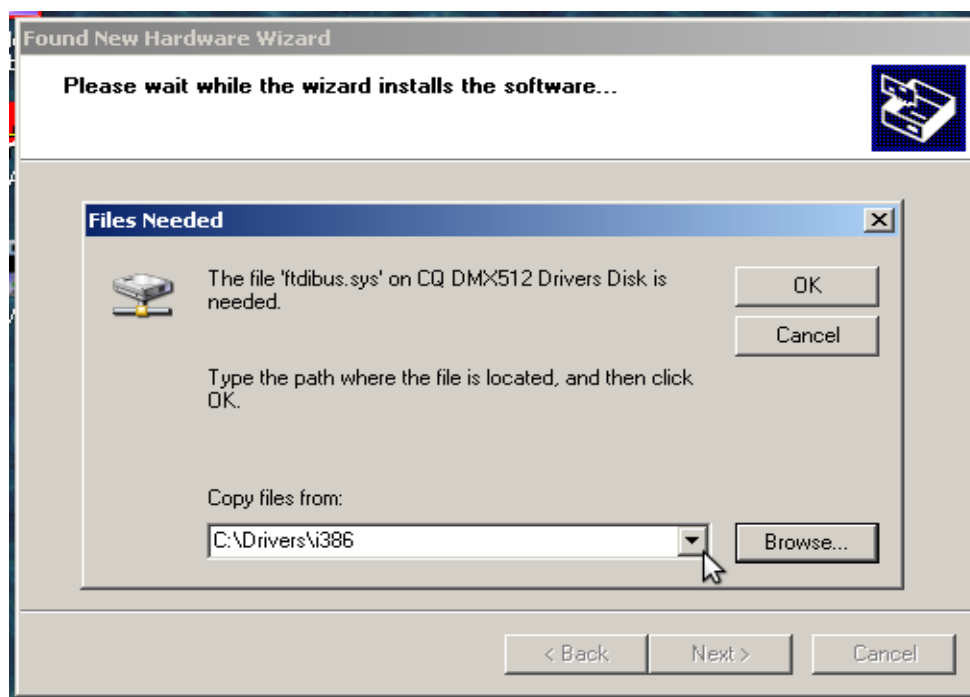 Found New Hardware Wizard
Please wait while the wizard installs the software...
Files Needed
The file 'ftdibus.sys' on CQ DMX512 Drivers Disk is
needed.
OK
Cancel
Type the path where the file is located, and then click
OK.
Copy files from:
C:\Drivers\i386
Browse...
< Back
Next >
Cancel